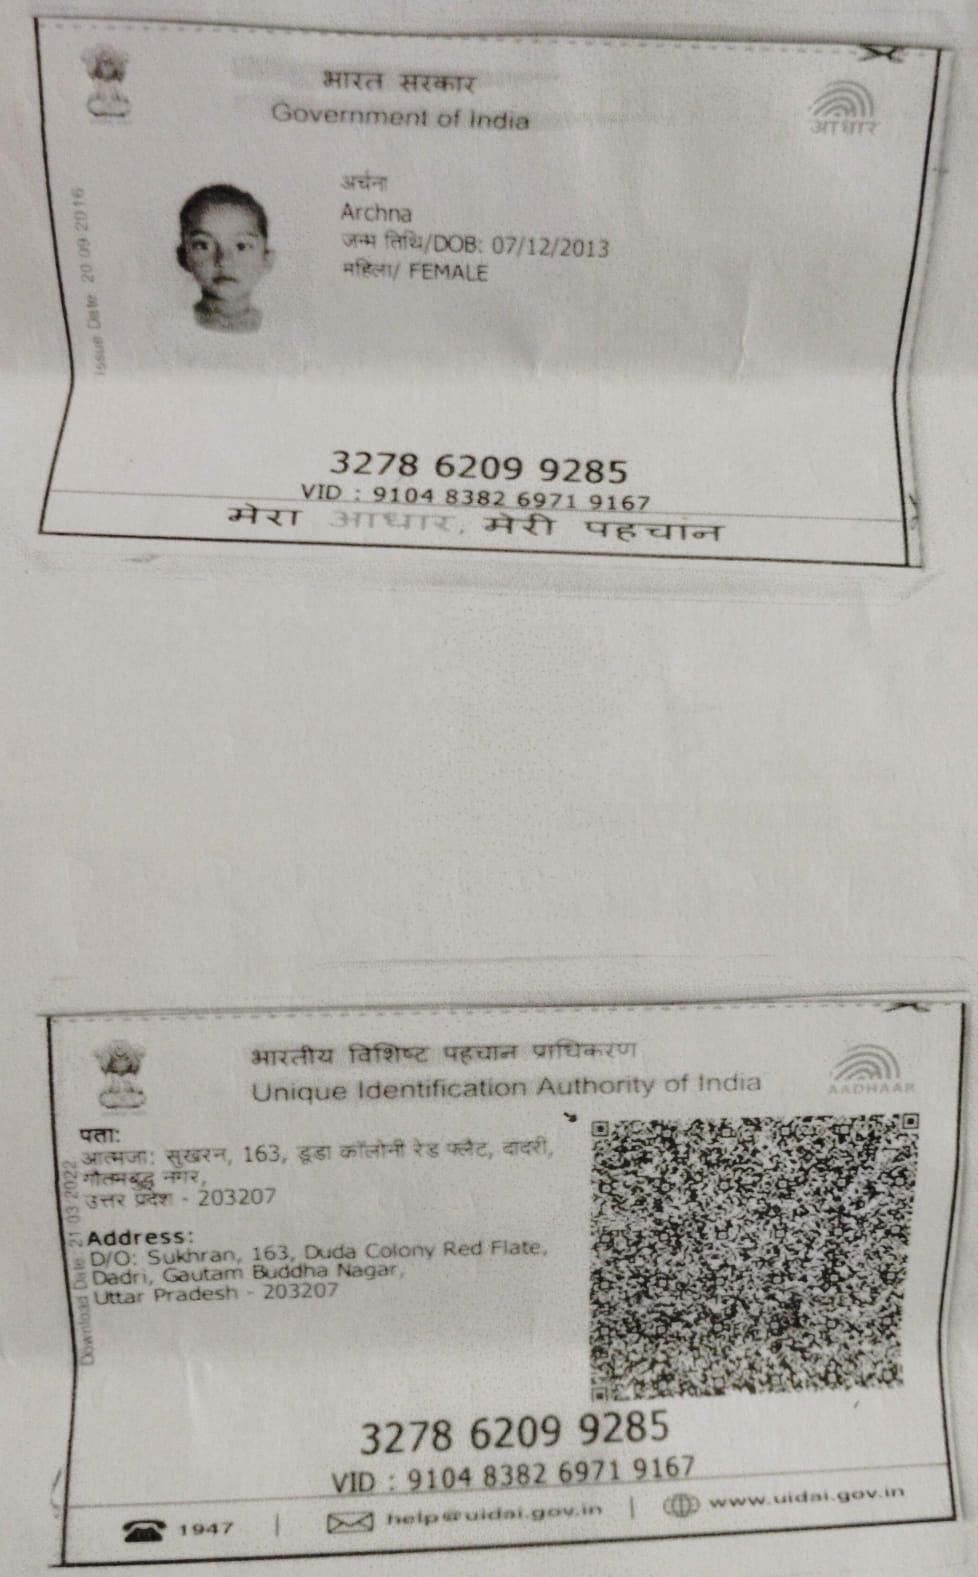 भारत सरकार
Government of India
आधार
Issue Date 20 09 2016
अर्चना
Archna
जन्म तिथि/DOB: 07/12/2013
महिला/ FEMALE
3278 6209 9285
VID : 9104 8382 6971 9167
मेरा आधार, मेरी पहचान
भारतीय विशिष्ट पहचान प्राधिकरण
Unique Identification Authority of India
AADHAAR
Download Date 21 03 2022
पता:
आत्मजा: सुखरन, 163, डूडा कॉलोनी रेड फ्लैट, दादरी,
गौतमबुद्ध नगर,
उत्तर प्रदेश - 203207
Address:
D/O: Sukhran, 163, Duda Colony Red Flate,
Dadri, Gautam Buddha Nagar,
Uttar Pradesh - 203207
3278 6209 9285
VID : 9104 8382 6971 9167
1947 | help@uidai.gov.in | www.uidai.gov.in